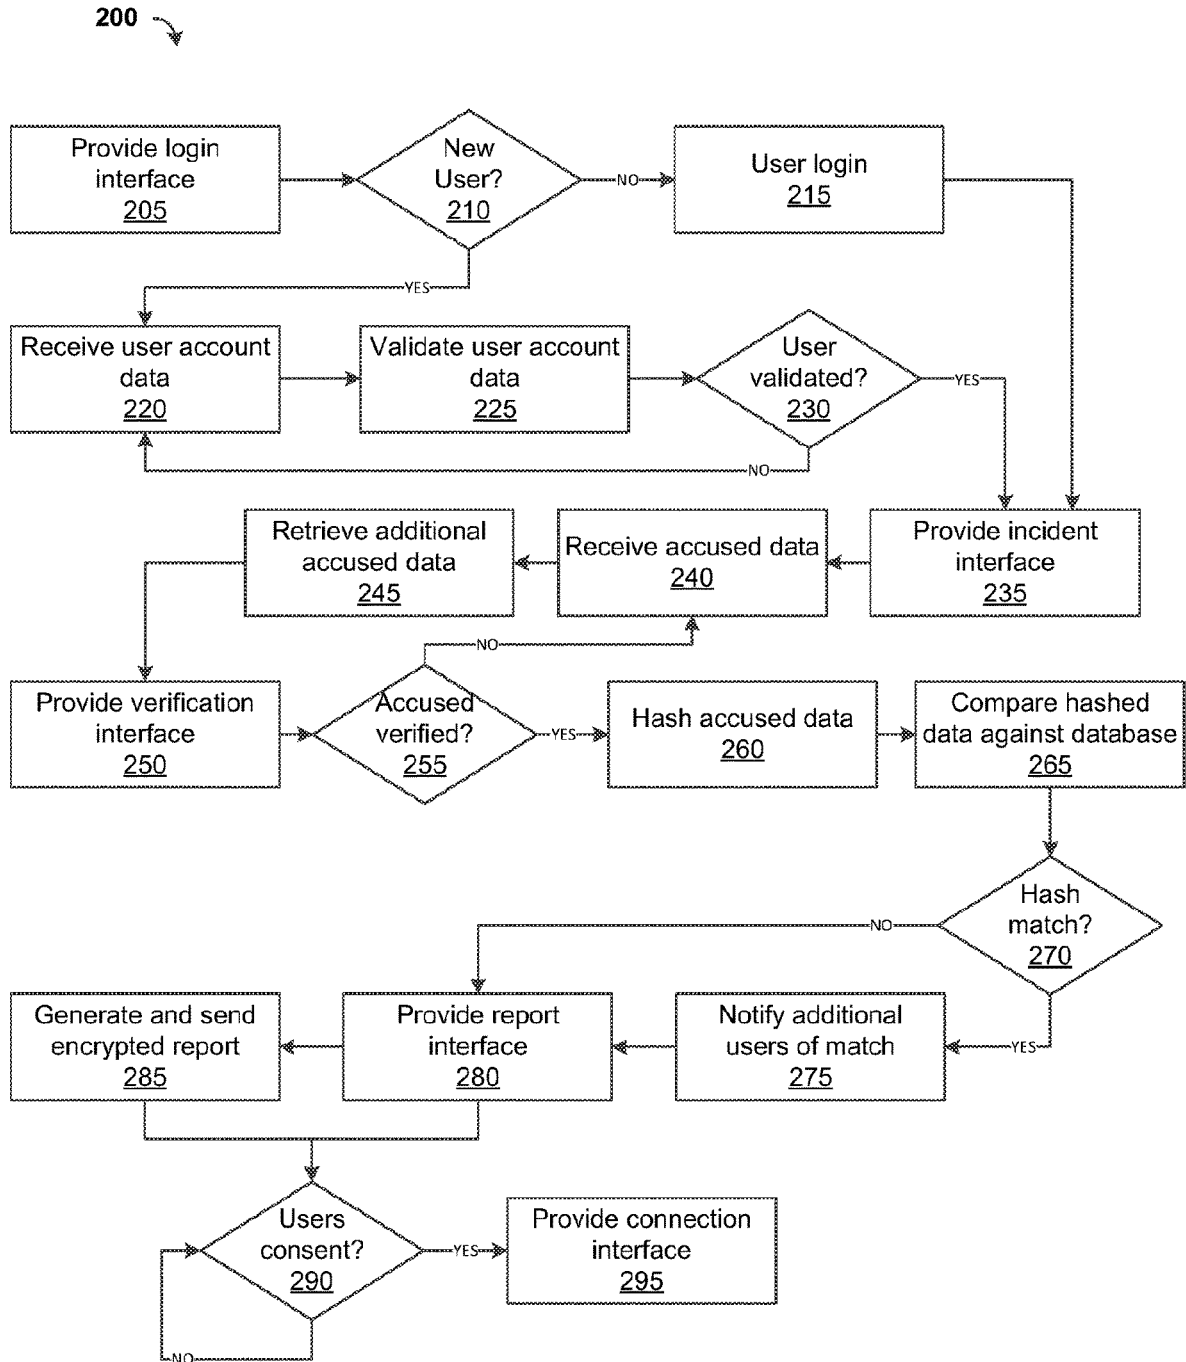 200
Provide login
interface
205
New
User?
210
NO
User login
215
YES
Receive user account
data
220
Validate user account
data
225
User
validated?
230
YES
NO
Provide incident
interface
235
Receive accused data
240
Retrieve additional
accused data
245
NO
Provide verification
interface
250
Accused
verified?
255
YES
Hash accused data
260
Compare hashed
data against database
265
Hash
match?
270
NO
YES
Notify additional
users of match
275
Provide report
interface
280
Generate and send
encrypted report
285
Users
consent?
290
YES
Provide connection
interface
295
NO